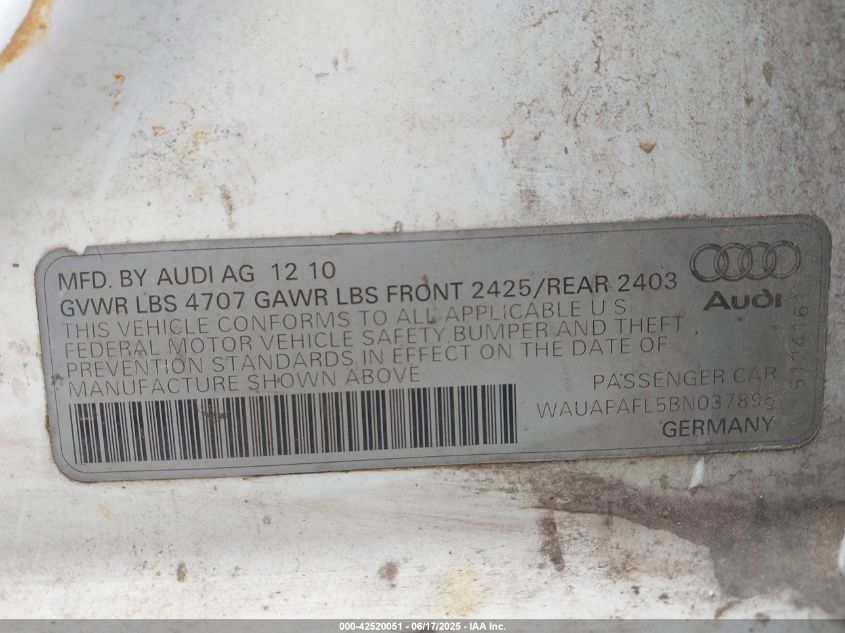 MFD. BY AUDI AG 12 10
GVWR LBS 4707 GAWR LBS FRONT 2425/REAR 2403
THIS VEHICLE CONFORMS TO ALL APPLICABLE U S
FEDERAL MOTOR VEHICLE SAFETY, BUMPER AND THEFT
PREVENTION STANDARDS IN EFFECT ON THE DATE OF
MANUFACTURE SHOWN ABOVE
Audi
PASSENGER CAR
WAUAFAFL5BN037896
GERMANY
000-42520051 - 06/17/2025 - IAA Inc.